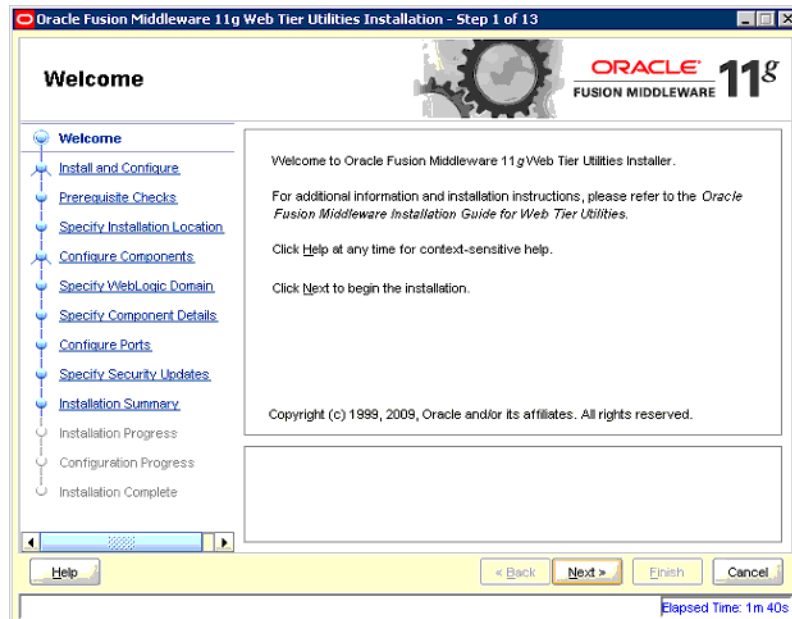 Oracle Fusion Middleware 11g Web Tier Utilities Installation - Step 1 of 13
Welcome
ORACLE
FUSION MIDDLEWARE
11g
Welcome
Install and Configure
Prerequisite Checks
Specify Installation Location
Configure Components
Specify WebLogic Domain
Specify Component Details
Configure Ports
Specify Security Updates
Installation Summary
Installation Progress
Configuration Progress
Installation Complete
Welcome to Oracle Fusion Middleware 11g Web Tier Utilities Installer.
For additional information and installation instructions, please refer to the Oracle
Fusion Middleware Installation Guide for Web Tier Utilities.
Click Help at any time for context-sensitive help.
Click Next to begin the installation.
Copyright (c) 1999, 2009, Oracle and/or its affiliates. All rights reserved.
Help
< Back
Next >
Finish
Cancel
Elapsed Time: 1m 40s